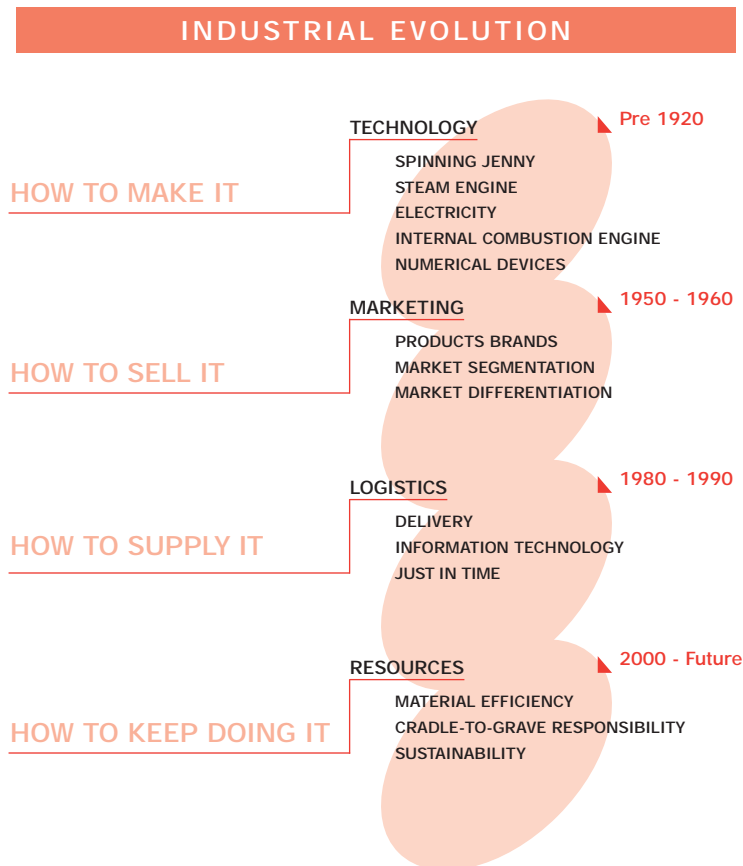 INDUSTRIAL EVOLUTION
Pre 1920
TECHNOLOGY
HOW TO MAKE IT
SPINNING JENNY
STEAM ENGINE
ELECTRICITY
INTERNAL COMBUSTION ENGINE
NUMERICAL DEVICES
1950 - 1960
MARKETING
HOW TO SELL IT
PRODUCTS BRANDS
MARKET SEGMENTATION
MARKET DIFFERENTIATION
1980 - 1990
LOGISTICS
HOW TO SUPPLY IT
DELIVERY
INFORMATION TECHNOLOGY
JUST IN TIME
2000 - Future
RESOURCES
HOW TO KEEP DOING IT
MATERIAL EFFICIENCY
CRADLE-TO-GRAVE RESPONSIBILITY
SUSTAINABILITY